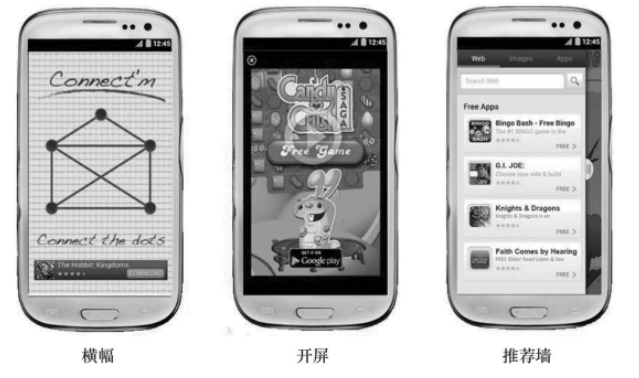 12:45
Connect'm
Connect the dots
The Hobbit: Kingdoms
DOWNLOAD
横幅
12:45
Candy
Crush
SAGA
Free Game
GET IT ON
Google play
开屏
12:45
Web Images Apps
Search Web
Free Apps
BINGO
BASH
Bingo Bash - Free Bingo
The #1 BINGO game in the
FREE
G.I. JOE:
Choose your side & build
FREE
Knights & Dragons
Knights & Dragons is an
FREE
Faith Comes by Hearing
FREE Bible! Read Listen & See
FREE
推荐墙